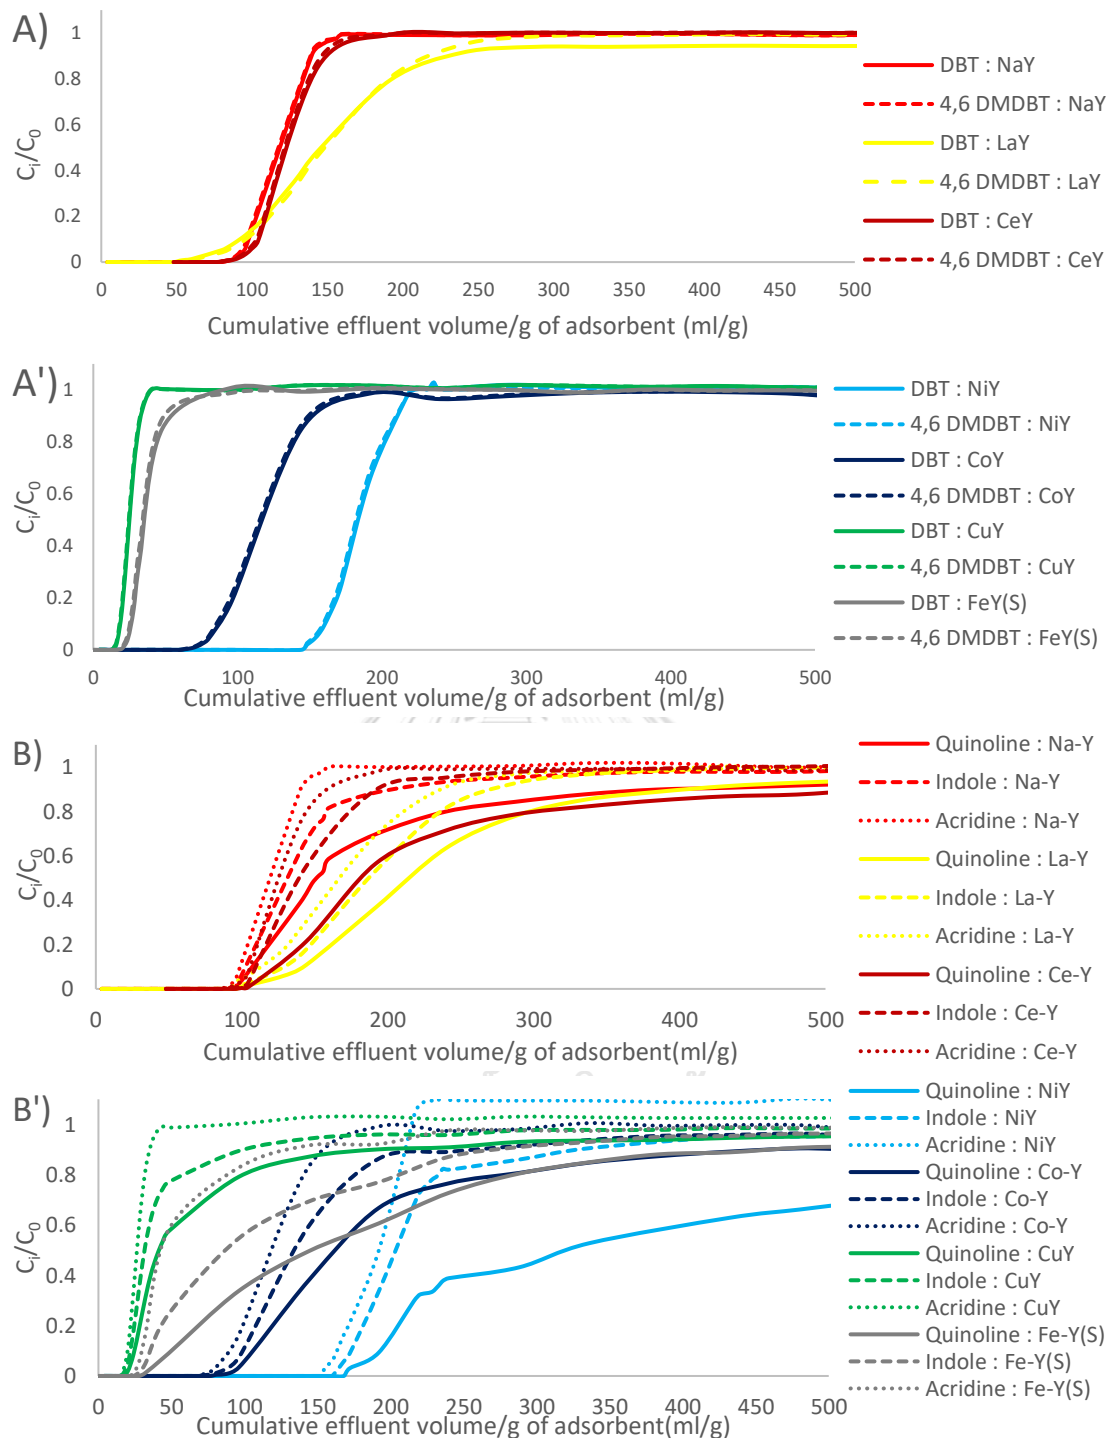 A)
1
0.8
0.6
0.4
0.2
0
Ci/C0
0 50 100 150 200 250 300 350 400 450 500
Cumulative effluent volume/g of adsorbent (ml/g)
DBT : NaY
4,6 DMDBT : NaY
DBT : LaY
4,6 DMDBT : LaY
DBT : CeY
4,6 DMDBT : CeY
A')
1
0.8
0.6
0.4
0.2
0
Ci/C0
0 100 200 300 400 500
Cumulative effluent volume/g of adsorbent (ml/g)
DBT : NiY
4,6 DMDBT : NiY
DBT : CoY
4,6 DMDBT : CoY
DBT : CuY
4,6 DMDBT : CuY
DBT : FeY(S)
4,6 DMDBT : FeY(S)
B)
1
0.8
0.6
0.4
0.2
0
Ci/C0
0 100 200 300 400 500
Cumulative effluent volume/g of adsorbent(ml/g)
Quinoline : Na-Y
Indole : Na-Y
Acridine : Na-Y
Quinoline : La-Y
Indole : La-Y
Acridine : La-Y
Quinoline : Ce-Y
Indole : Ce-Y
Acridine : Ce-Y
B')
1
0.8
0.6
0.4
0.2
0
Ci/C0
0 50 100 150 200 250 300 350 400 450 500
Cumulative effluent volume/g of adsorbent(ml/g)
Quinoline : NiY
Indole : NiY
Acridine : NiY
Quinoline : Co-Y
Indole : Co-Y
Acridine : Co-Y
Quinoline : CuY
Indole : CuY
Acridine : CuY
Quinoline : Fe-Y(S)
Indole : Fe-Y(S)
Acridine : Fe-Y(S)